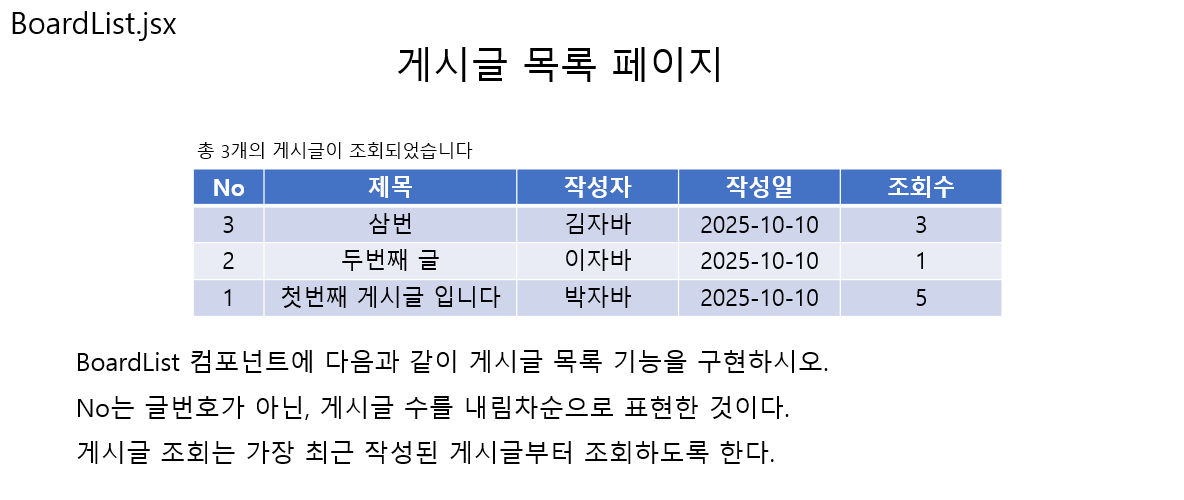 BoardList.jsx
게시글 목록 페이지
총 3개의 게시글이 조회되었습니다
No 제목 작성자 작성일 조회수
3 삼번 김자바 2025-10-10 3
2 두번째 글 이자바 2025-10-10 1
1 첫번째 게시글 입니다 박자바 2025-10-10 5
BoardList 컴포넌트에 다음과 같이 게시글 목록 기능을 구현하시오.
No는 글번호가 아닌, 게시글 수를 내림차순으로 표현한 것이다.
게시글 조회는 가장 최근 작성된 게시글부터 조회하도록 한다.